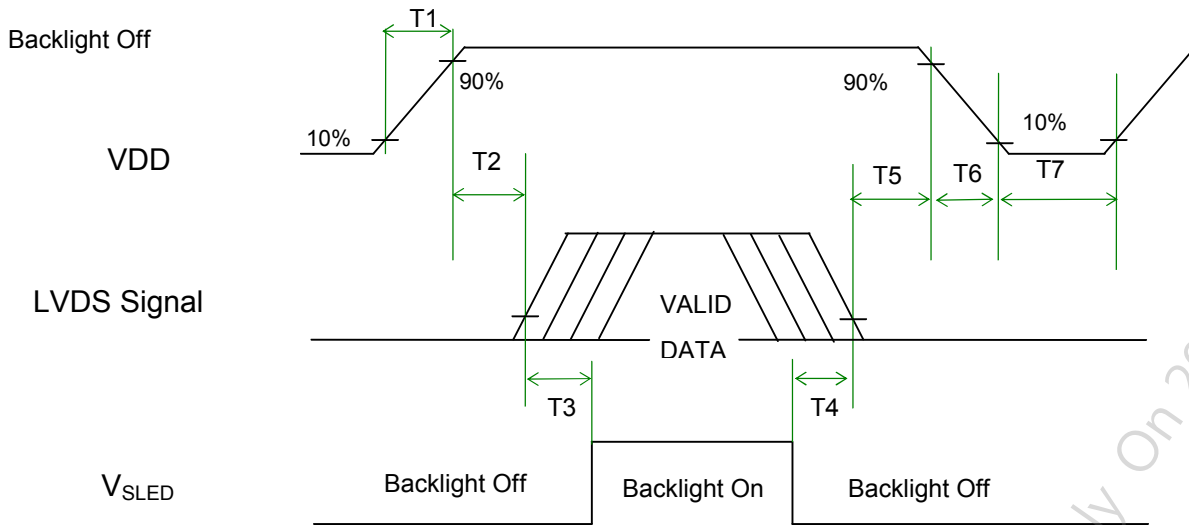 T1
Backlight Off
90%
90%
10%
10%
VDD
T2
T5
T6
T7
LVDS Signal
VALID
DATA
T3
T4
VSLED
Backlight Off
Backlight On
Backlight Off
On